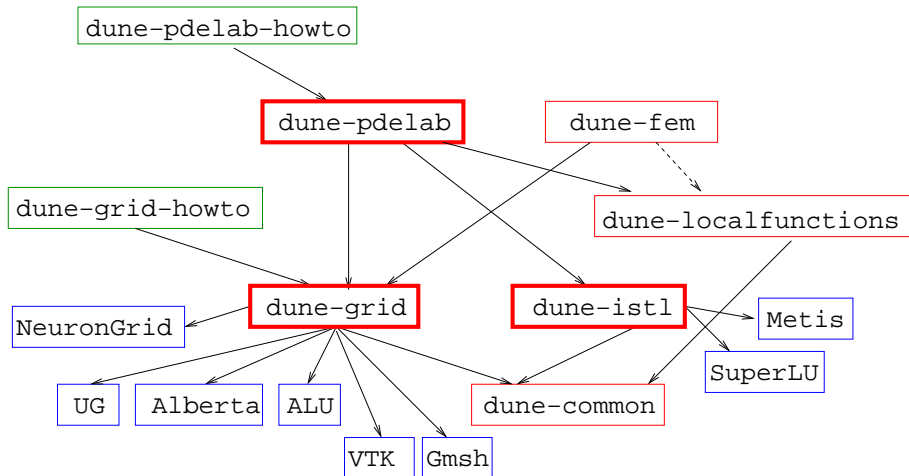 dune-pdelab-howto
dune-pdelab
dune-fem
dune-grid-howto
dune-localfunctions
dune-grid
dune-istl
NeuronGrid
Metis
SuperLU
UG
Alberta
ALU
dune-common
VTK
Gmsh